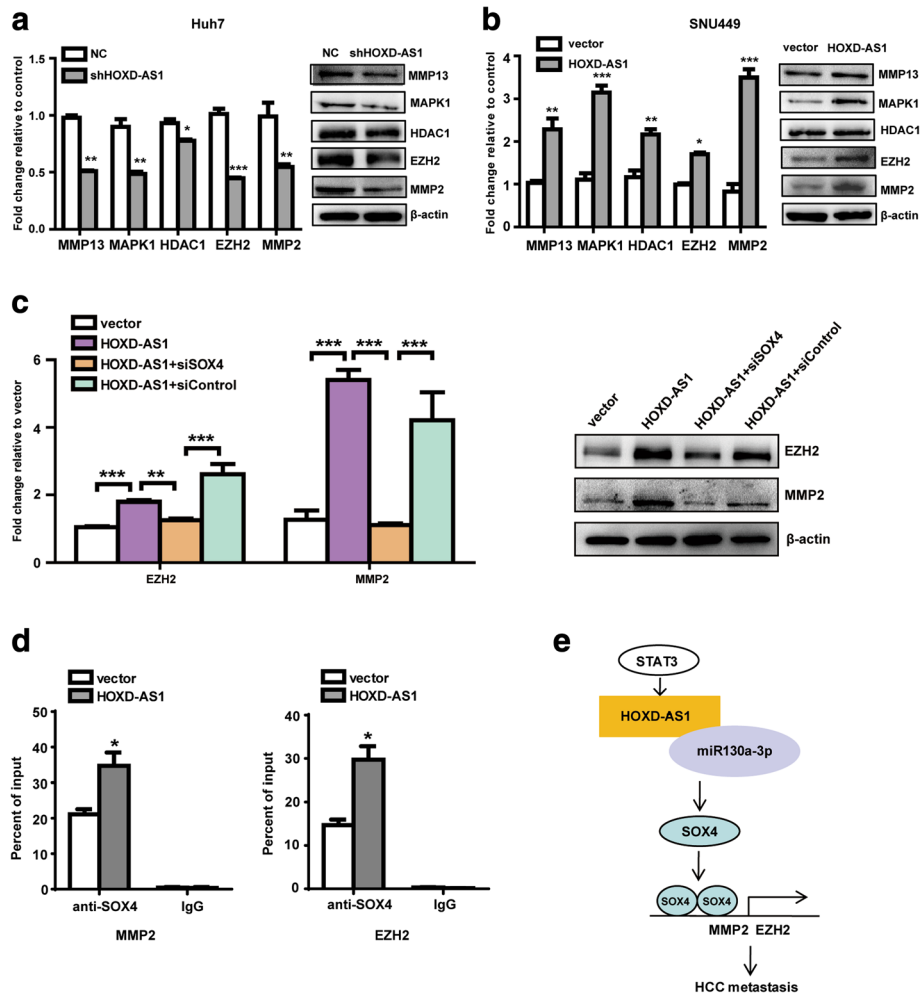 a
Huh7
NC
shHOXD-AS1
Fold change relative to control
1.5
1.0
0.5
0.0
** ** * *** **
MMP13 MAPK1 HDAC1 EZH2 MMP2
NC shHOXD-AS1
MMP13
MAPK1
HDAC1
EZH2
MMP2
β-actin
b
SNU449
vector
HOXD-AS1
Fold change relative to control
4
3
2
1
0
** *** ** * ***
MMP13 MAPK1 HDAC1 EZH2 MMP2
vector HOXD-AS1
MMP13
MAPK1
HDAC1
EZH2
MMP2
β-actin
c
vector
HOXD-AS1
HOXD-AS1+siSOX4
HOXD-AS1+siControl
Fold change relative to vector
6
4
2
0
*** ** ***
*** *** ***
EZH2 MMP2
vector
HOXD-AS1
HOXD-AS1+siSOX4
HOXD-AS1+siControl
EZH2
MMP2
β-actin
d
vector
HOXD-AS1
Percent of input
50
40
30
20
10
0
*
anti-SOX4 IgG
MMP2
vector
HOXD-AS1
Percent of input
40
30
20
10
0
*
anti-SOX4 IgG
EZH2
e
STAT3
HOXD-AS1
miR130a-3p
SOX4
SOX4 SOX4
MMP2 EZH2
HCC metastasis